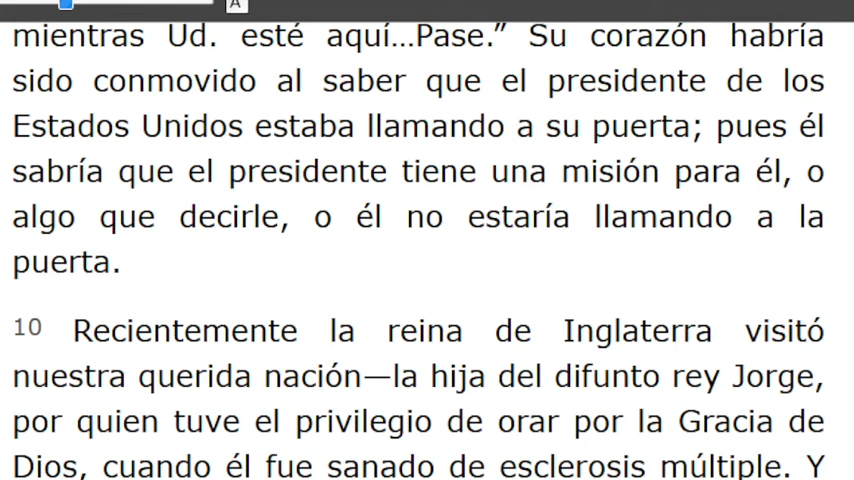 A
mientras Ud. esté aquí…Pase.” Su corazón habría
sido conmovido al saber que el presidente de los
Estados Unidos estaba llamando a su puerta; pues él
sabría que el presidente tiene una misión para él, o
algo que decirle, o él no estaría llamando a la
puerta.
10 Recientemente la reina de Inglaterra visitó
nuestra querida nación—la hija del difunto rey Jorge,
por quien tuve el privilegio de orar por la Gracia de
Dios, cuando él fue sanado de esclerosis múltiple. Y